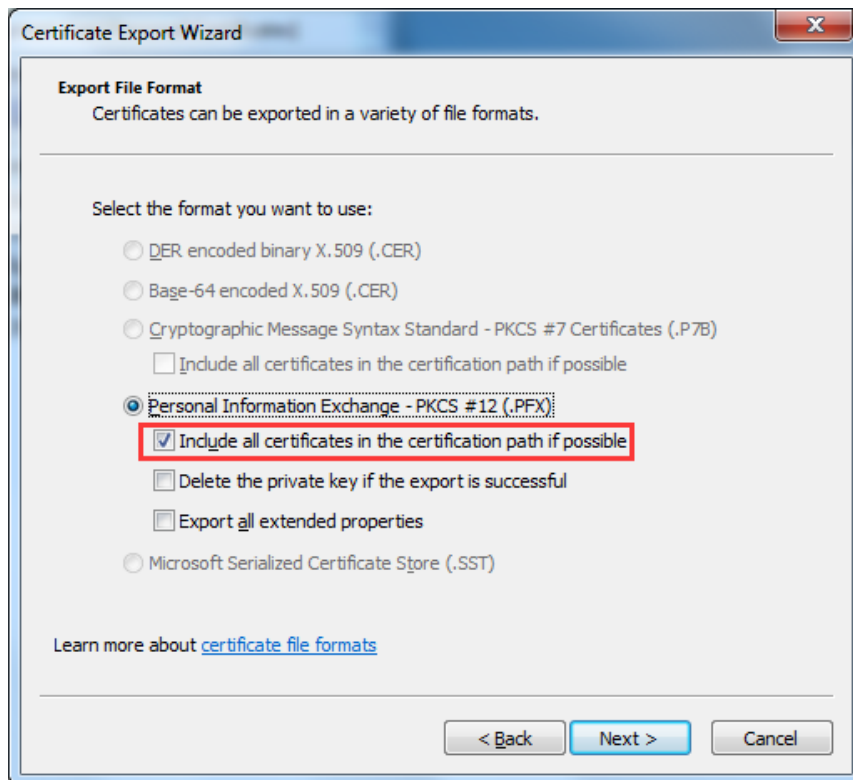 Certificate Export Wizard
Export File Format
Certificates can be exported in a variety of file formats.
Select the format you want to use:
DER encoded binary X.509 (.CER)
Base-64 encoded X.509 (.CER)
Cryptographic Message Syntax Standard - PKCS #7 Certificates (.P7B)
Include all certificates in the certification path if possible
Personal Information Exchange - PKCS #12 (.PFX)
Include all certificates in the certification path if possible
Delete the private key if the export is successful
Export all extended properties
Microsoft Serialized Certificate Store (.SST)
Learn more about certificate file formats
< Back Next > Cancel